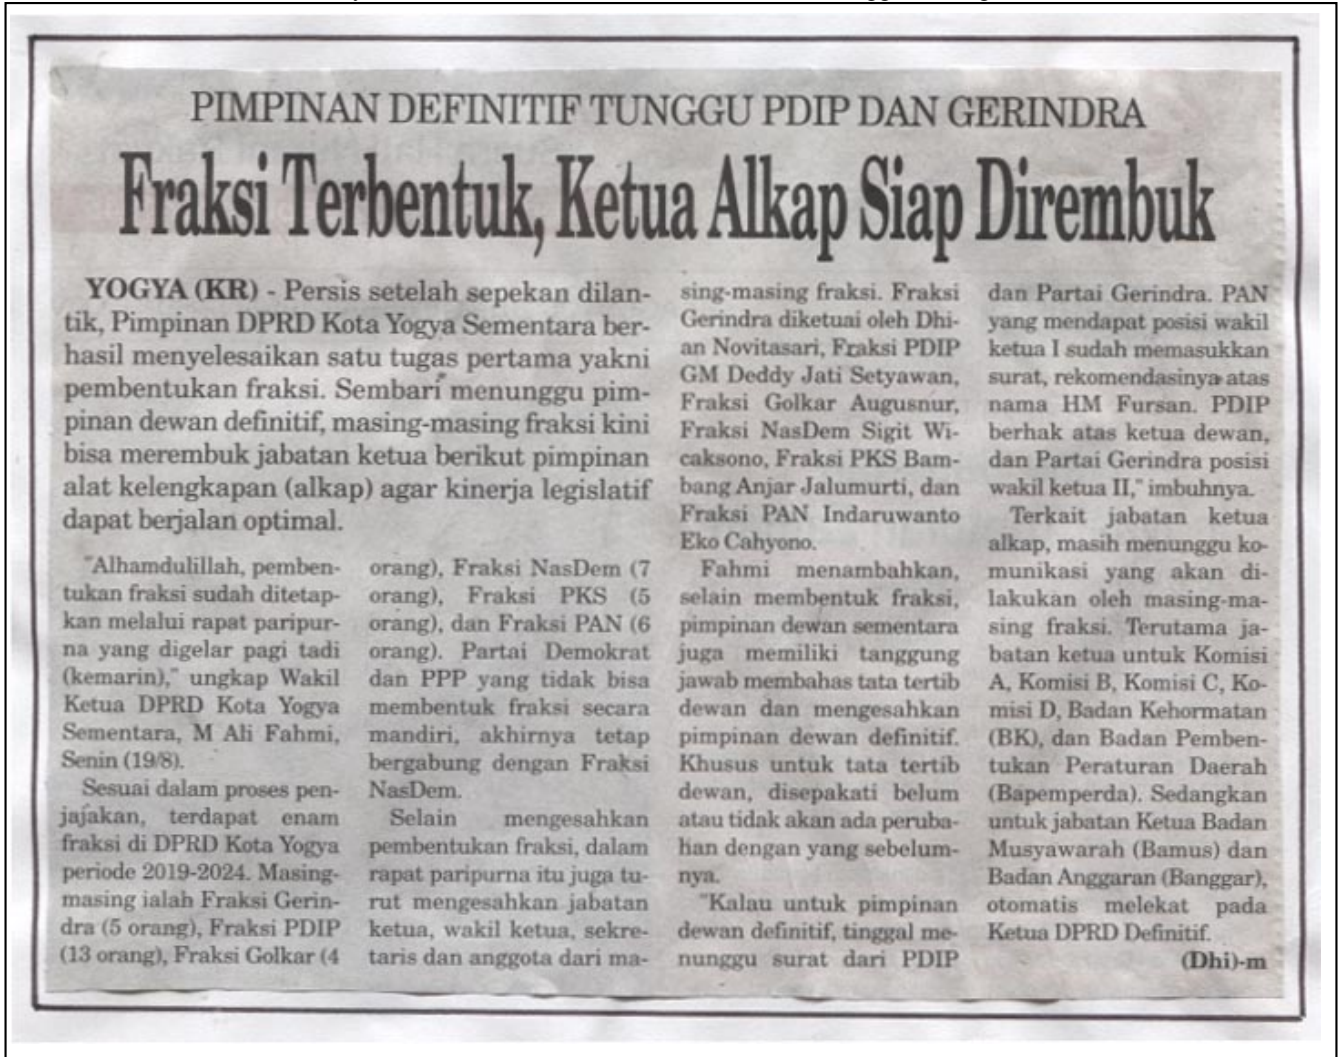 PIMPINAN DEFINITIF TUNGGU PDIP DAN GERINDRA
Fraksi Terbentuk, Ketua Alkap Siap Dirembuk
YOGYA (KR) - Persis setelah sepekan dilan-
tik, Pimpinan DPRD Kota Yogya Sementara ber-
hasil menyelesaikan satu tugas pertama yakni
pembentukan fraksi. Sembari menunggu pim-
pinan dewan definitif, masing-masing fraksi kini
bisa merembuk jabatan ketua berikut pimpinan
alat kelengkapan (alkap) agar kinerja legislatif
dapat berjalan optimal.
"Alhamdulillah, pemben-
tukan fraksi sudah ditetap-
kan melalui rapat paripur-
na yang digelar pagi tadi
(kemarin)," ungkap Wakil
Ketua DPRD Kota Yogya
Sementara, M Ali Fahmi,
Senin (19/8).
Sesuai dalam proses pen-
jajakan, terdapat enam
fraksi di DPRD Kota Yogya
periode 2019-2024. Masing-
masing ialah Fraksi Gerin-
dra (5 orang), Fraksi PDIP
(13 orang), Fraksi Golkar (4
orang), Fraksi NasDem (7
orang), Fraksi PKS (5
orang), dan Fraksi PAN (6
orang). Partai Demokrat
dan PPP yang tidak bisa
membentuk fraksi secara
mandiri, akhirnya tetap
bergabung dengan Fraksi
NasDem.
Selain mengesahkan
pembentukan fraksi, dalam
rapat paripurna itu juga tu-
rut mengesahkan jabatan
ketua, wakil ketua, sekre-
taris dan anggota dari ma-
sing-masing fraksi. Fraksi
Gerindra diketuai oleh Dhi-
an Novitasari, Fraksi PDIP
GM Deddy Jati Setyawan,
Fraksi Golkar Augusnur,
Fraksi NasDem Sigit Wi-
caksono, Fraksi PKS Bam-
bang Anjar Jalumurti, dan
Fraksi PAN Indaruwanto
Eko Cahyono.
Fahmi menambahkan,
selain membentuk fraksi,
pimpinan dewan sementara
juga memiliki tanggung
jawab membahas tata tertib
dewan dan mengesahkan
pimpinan dewan definitif.
Khusus untuk tata tertib
dewan, disepakati belum
atau tidak akan ada peruba-
han dengan yang sebelum-
nya.
"Kalau untuk pimpinan
dewan definitif, tinggal me-
nunggu surat dari PDIP
dan Partai Gerindra. PAN
yang mendapat posisi wakil
ketua I sudah memasukkan
surat, rekomendasinya atas
nama HM Fursan. PDIP
berhak atas ketua dewan,
dan Partai Gerindra posisi
wakil ketua II," imbuhnya.
Terkait jabatan ketua
alkap, masih menunggu ko-
munikasi yang akan di-
lakukan oleh masing-ma-
sing fraksi. Terutama ja-
batan ketua untuk Komisi
A, Komisi B, Komisi C, Ko-
misi D, Badan Kehormatan
(BK), dan Badan Pemben-
tukan Peraturan Daerah
(Bapemperda). Sedangkan
untuk jabatan Ketua Badan
Musyawarah (Bamus) dan
Badan Anggaran (Banggar),
otomatis melekat pada
Ketua DPRD Definitif.
(Dhi)-m